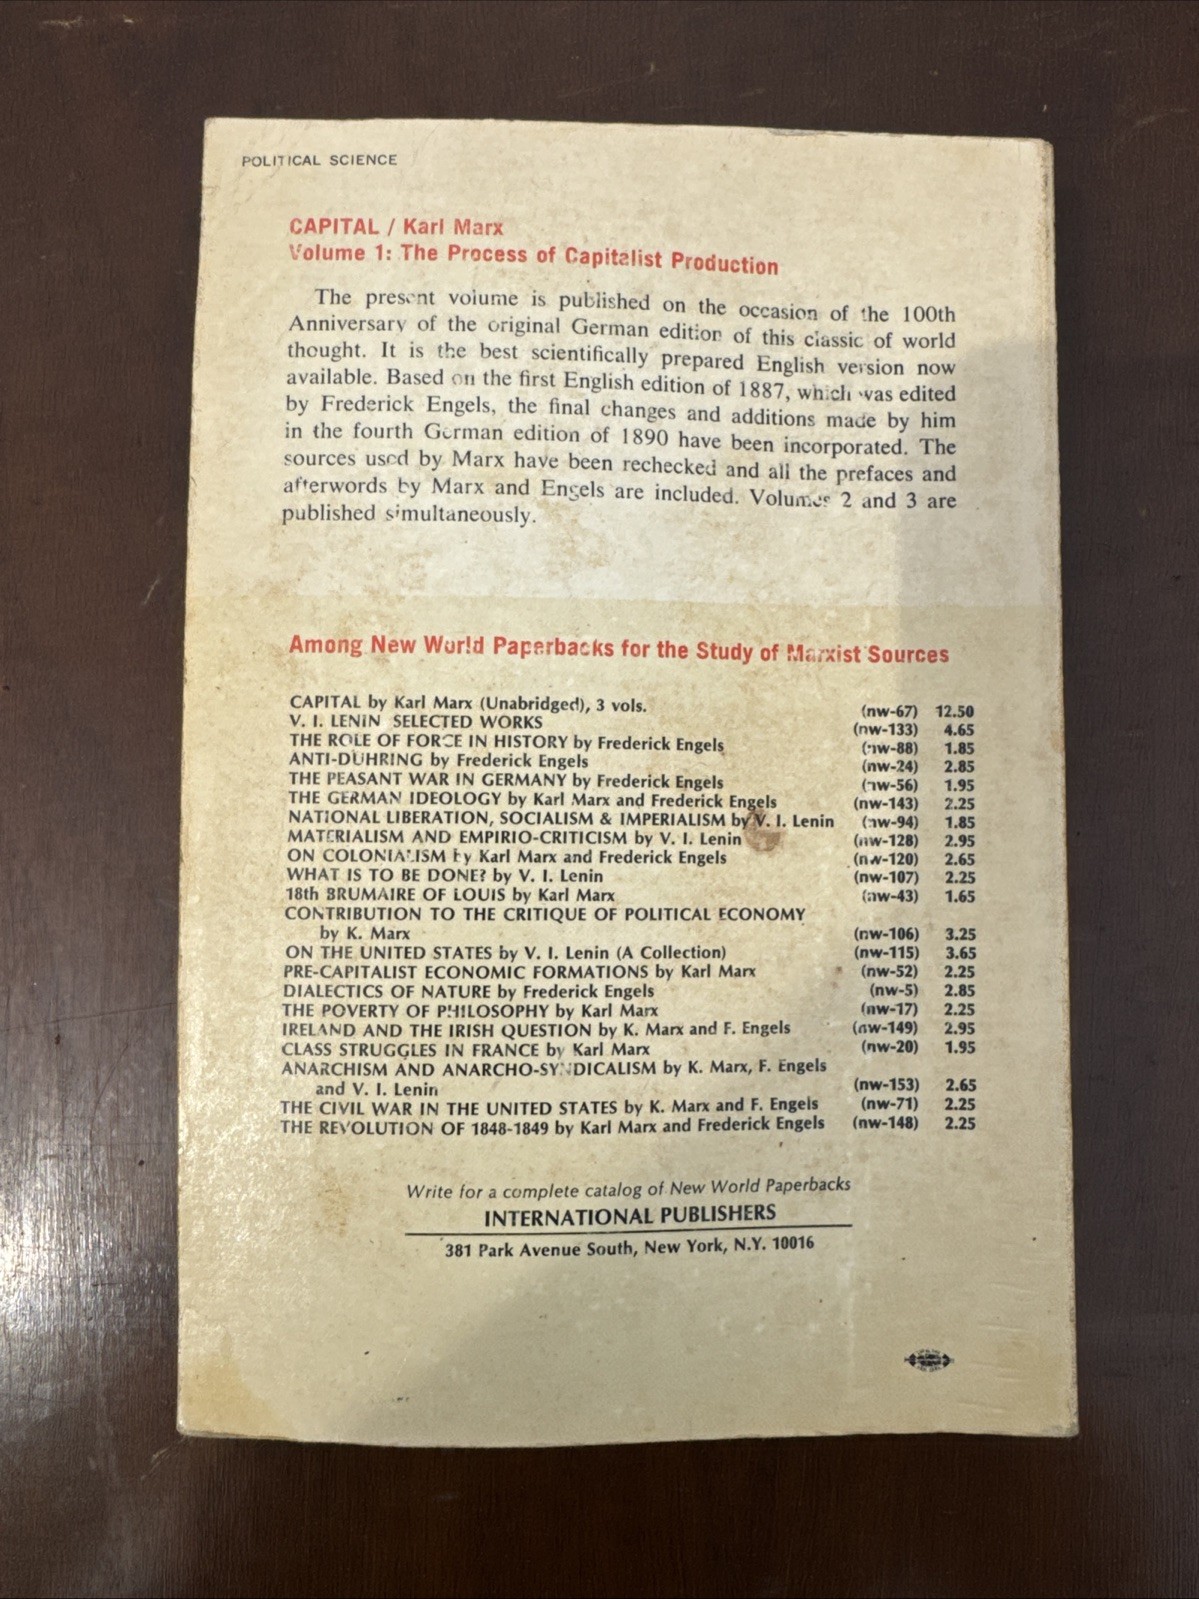 POLITICAL SCIENCE
CAPITAL / Karl Marx
Volume 1: The Process of Capitalist Production
The present volume is published on the occasion of the 100th
Anniversary of the original German edition of this classic of world
thought. It is the best scientifically prepared English version now
available. Based on the first English edition of 1887, which was edited
by Frederick Engels, the final changes and additions made by him
in the fourth German edition of 1890 have been incorporated. The
sources used by Marx have been rechecked and all the prefaces and
afterwords by Marx and Engels are included. Volumes 2 and 3 are
published simultaneously.
Among New World Paperbacks for the Study of Marxist Sources
CAPITAL by Karl Marx (Unabridged), 3 vols. (nw-67) 12.50
V. I. LENIN SELECTED WORKS (nw-133) 4.65
THE ROLE OF FORCE IN HISTORY by Frederick Engels (nw-88) 1.85
ANTI-DUHRING by Frederick Engels (nw-24) 2.85
THE PEASANT WAR IN GERMANY by Frederick Engels (nw-56) 1.95
THE GERMAN IDEOLOGY by Karl Marx and Frederick Engels (nw-143) 2.25
NATIONAL LIBERATION, SOCIALISM & IMPERIALISM by V. I. Lenin (nw-94) 1.85
MATERIALISM AND EMPIRIO-CRITICISM by V. I. Lenin (nw-128) 2.95
ON COLONIALISM by Karl Marx and Frederick Engels (nw-120) 2.65
WHAT IS TO BE DONE? by V. I. Lenin (nw-107) 2.25
18th BRUMAIRE OF LOUIS by Karl Marx (nw-43) 1.65
CONTRIBUTION TO THE CRITIQUE OF POLITICAL ECONOMY
by K. Marx (nw-106) 3.25
ON THE UNITED STATES by V. I. Lenin (A Collection) (nw-115) 3.65
PRE-CAPITALIST ECONOMIC FORMATIONS by Karl Marx (nw-52) 2.25
DIALECTICS OF NATURE by Frederick Engels (nw-5) 2.85
THE POVERTY OF PHILOSOPHY by Karl Marx (nw-17) 2.25
IRELAND AND THE IRISH QUESTION by K. Marx and F. Engels (nw-149) 2.95
CLASS STRUGGLES IN FRANCE by Karl Marx (nw-20) 1.95
ANARCHISM AND ANARCHO-SYNDICALISM by K. Marx, F. Engels
and V. I. Lenin (nw-153) 2.65
THE CIVIL WAR IN THE UNITED STATES by K. Marx and F. Engels (nw-71) 2.25
THE REVOLUTION OF 1848-1849 by Karl Marx and Frederick Engels (nw-148) 2.25
Write for a complete catalog of New World Paperbacks
INTERNATIONAL PUBLISHERS
381 Park Avenue South, New York, N.Y. 10016